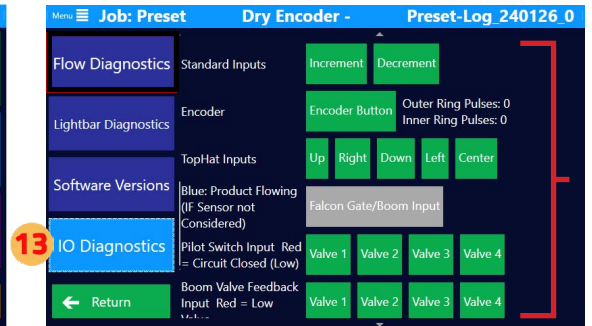 Menu Job: Preset Dry Encoder - Preset-Log_240126_0
Flow Diagnostics
Standard Inputs Increment Decrement
Lightbar Diagnostics
Encoder Encoder Button Outer Ring Pulses: 0
Inner Ring Pulses: 0
TopHat Inputs Up Right Down Left Center
Software Versions
Blue: Product Flowing
(IF Sensor not
Considered)
Falcon Gate/Boom Input
13 IO Diagnostics
Pilot Switch Input Red
= Circuit Closed (Low)
Valve 1 Valve 2 Valve 3 Valve 4
Return
Boom Valve Feedback
Input Red = Low
Valve 1 Valve 2 Valve 3 Valve 4